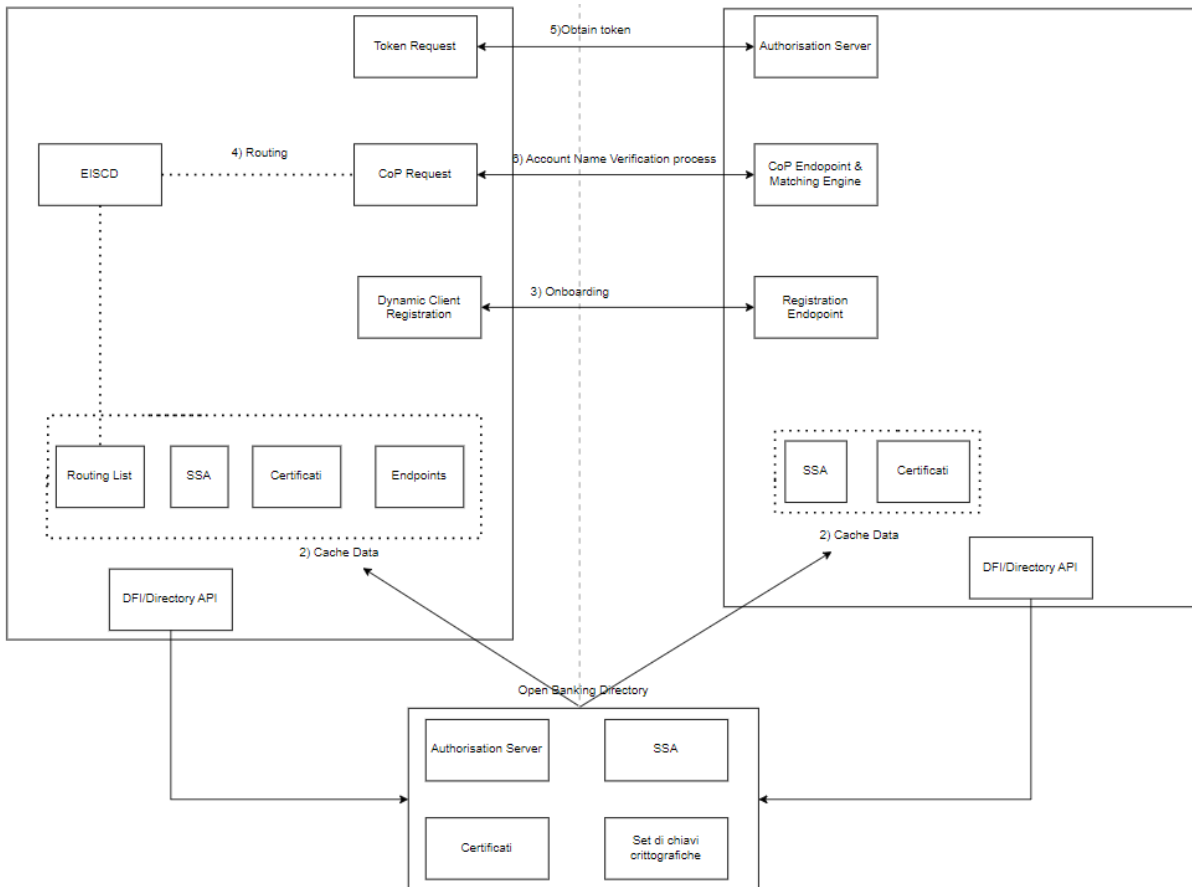 5)Obtain token
Token Request
Authorisation Server
4) Routing
EISCD
CoP Request
6) Account Name Verification process
CoP Endopoint &
Matching Engine
3) Onboarding
Dynamic Client
Registration
Registration
Endpoint
Routing List
SSA
Certificati
Endpoints
SSA
Certificati
2) Cache Data
2) Cache Data
DFI/Directory API
DFI/Directory API
Open Banking Directory
Authorisation Server
SSA
Certificati
Set di chiavi
crittografiche